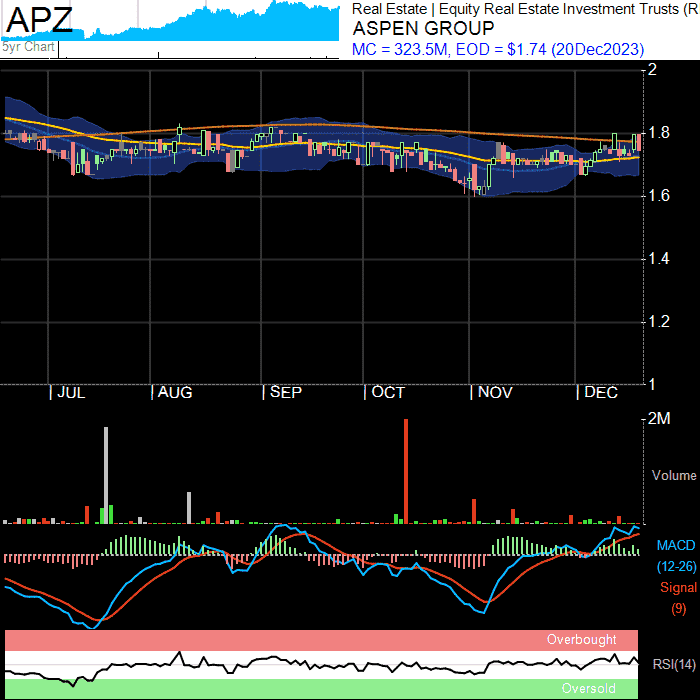 APZ
5yr Chart
Real Estate | Equity Real Estate Investment Trusts (R
ASPEN GROUP
MC = 323.5M, EOD = $1.74 (20Dec2023)
2
1.8
1.6
1.4
1.2
1
| JUL | AUG | SEP | OCT | NOV | DEC
2M
Volume
MACD
(12-26)
Signal
(9)
Overbought
RSI(14)
Oversold